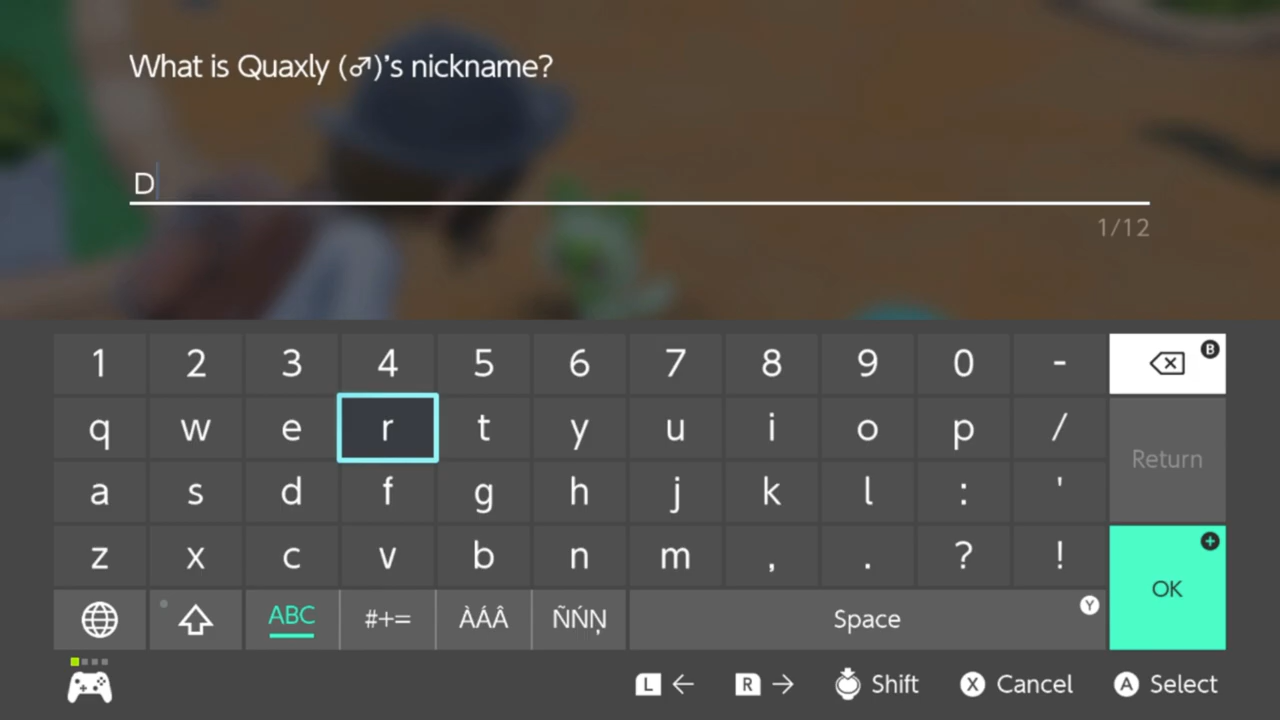 What is Quaxly (♂)'s nickname?
D
1/12
1 2 3 4 5 6 7 8 9 0 - B
q w e r t y u i o p /
Return
a s d f g h j k l : '
z x c v b n m , . ? ! +
OK
ABC #+= ÀÁÂ ÑŃŅ Space Y
L ← R → Shift X Cancel A Select